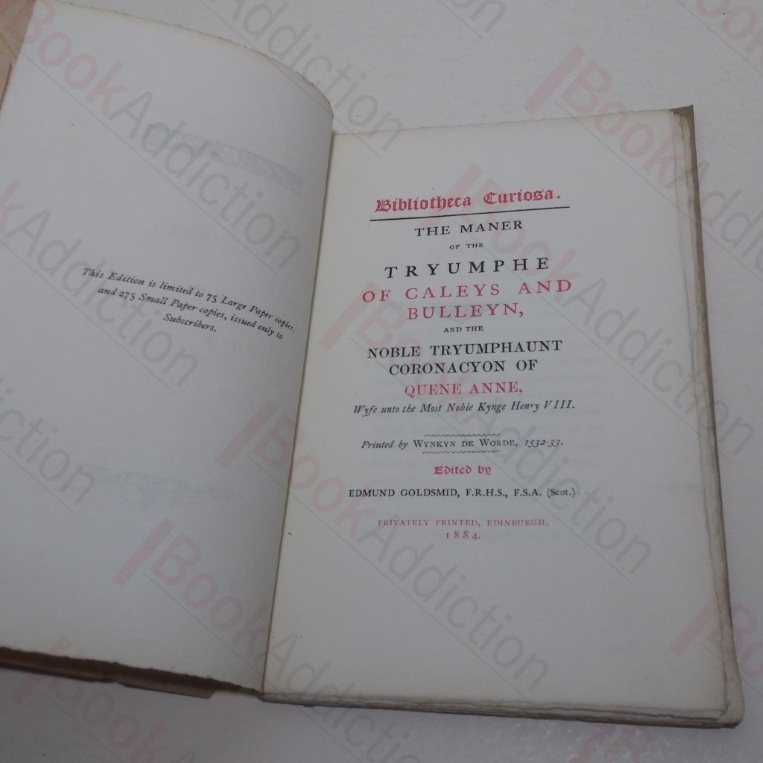 This Edition is limited to 75 Large Paper copies,
and 275 Small Paper copies, issued only to
Subscribers.
Bibliotheca Curiosa.
THE MANER
OF THE
TRYUMPHE
OF CALEYS AND
BULLEYN,
AND THE
NOBLE TRYUMPHAUNT
CORONACYON OF
QUENE ANNE,
Wyfe unto the Most Noble Kynge Henry VIII.
Printed by WYNKYN DE WORDE, 1532-33.
Edited by
EDMUND GOLDSMID, F.R.H.S., F.S.A. (Scot.)
PRIVATELY PRINTED, EDINBURGH.
1884.
BookAddiction